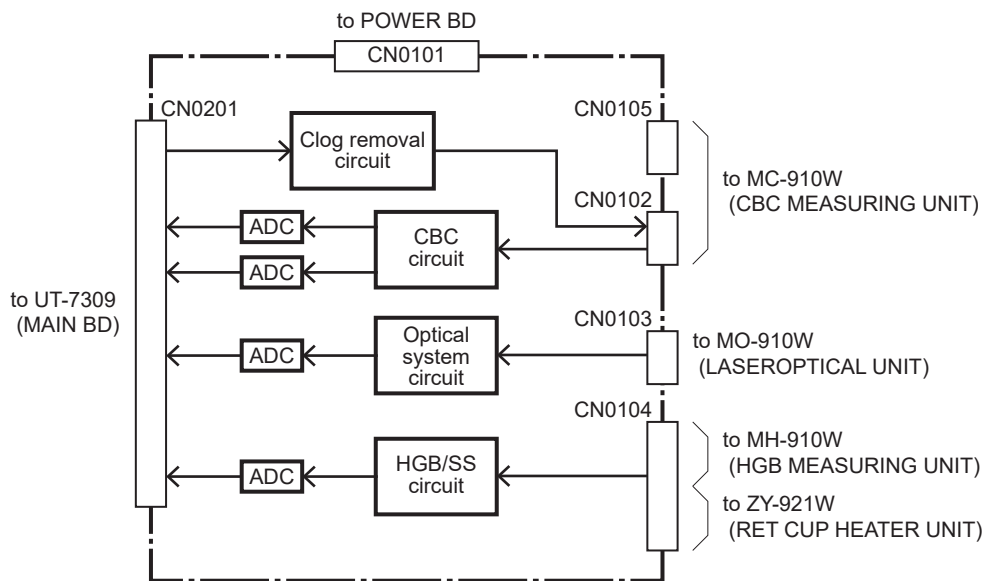 to POWER BD
CN0101
CN0201
CN0105
Clog removal
circuit
to MC-910W
(CBC MEASURING UNIT)
CN0102
ADC
CBC
circuit
ADC
to UT-7309
(MAIN BD)
CN0103
Optical
system
circuit
ADC
to MO-910W
(LASEROPTICAL UNIT)
CN0104
to MH-910W
(HGB MEASURING UNIT)
HGB/SS
circuit
ADC
to ZY-921W
(RET CUP HEATER UNIT)